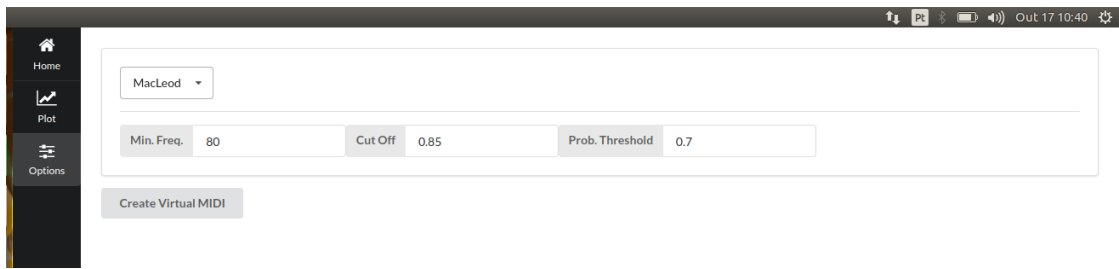 Pt Out 17 10:40
Home
Plot
Options
MacLeod
Min. Freq. 80 Cut Off 0.85 Prob. Threshold 0.7
Create Virtual MIDI